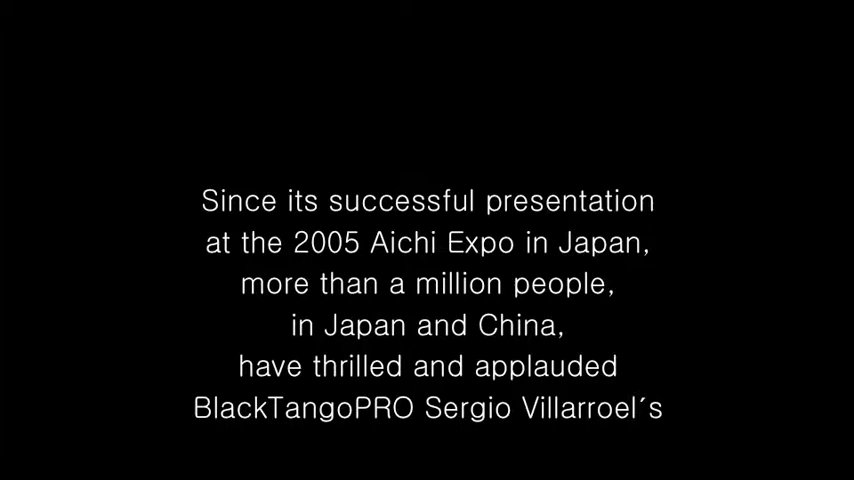 Since its successful presentation
at the 2005 Aichi Expo in Japan,
more than a million people,
in Japan and China,
have thrilled and applauded
BlackTangoPRO Sergio Villarroel´s